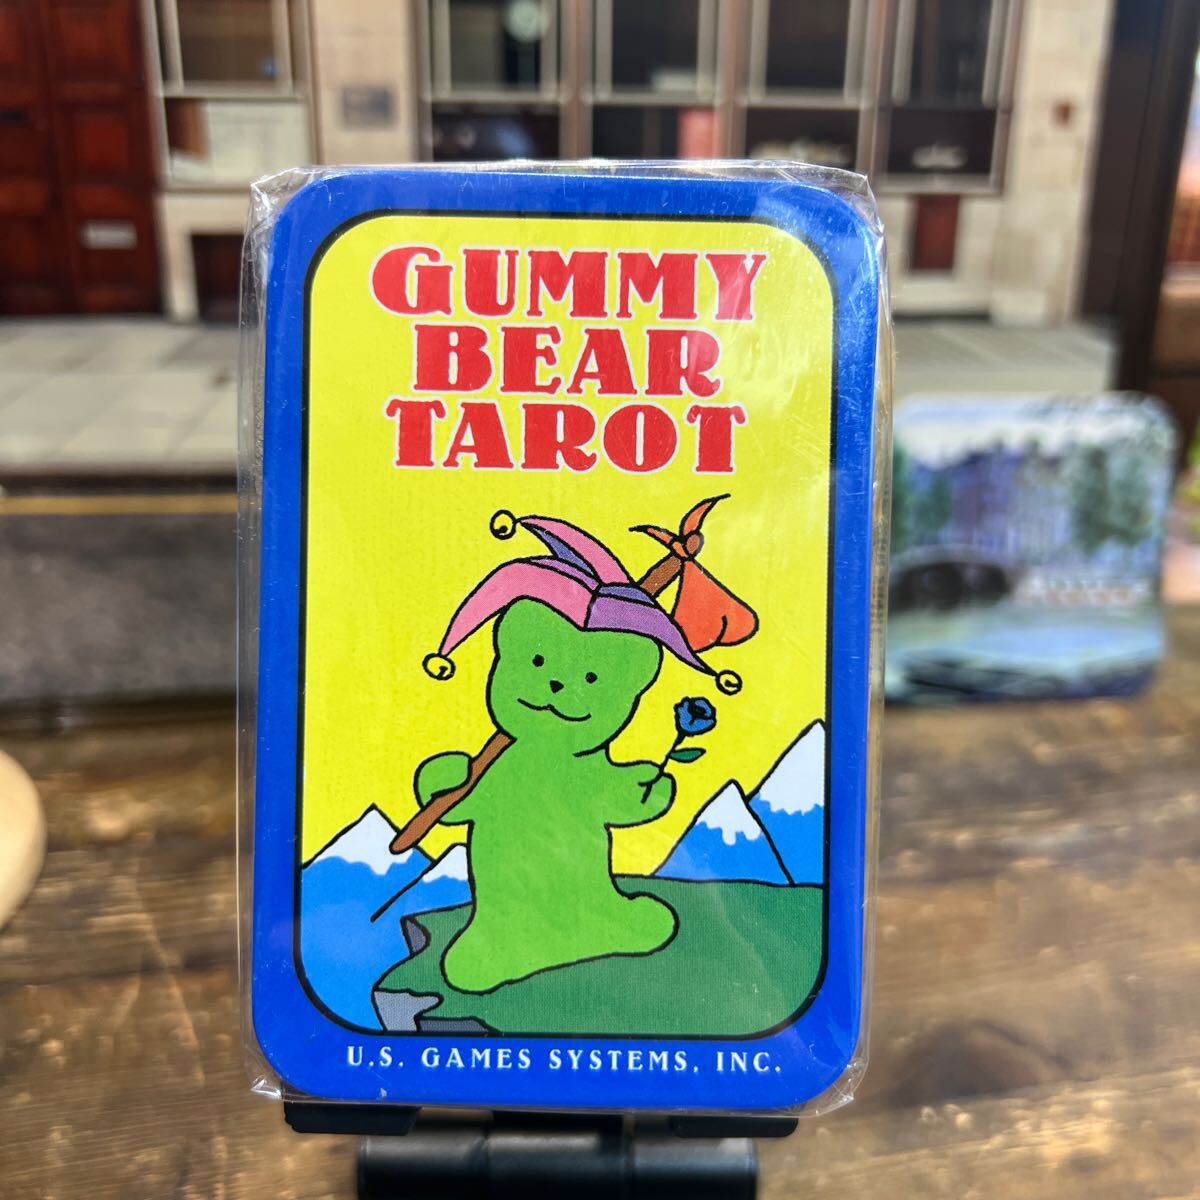 GUMMY
BEAR
TAROT
U.S. GAMES SYSTEMS, INC.